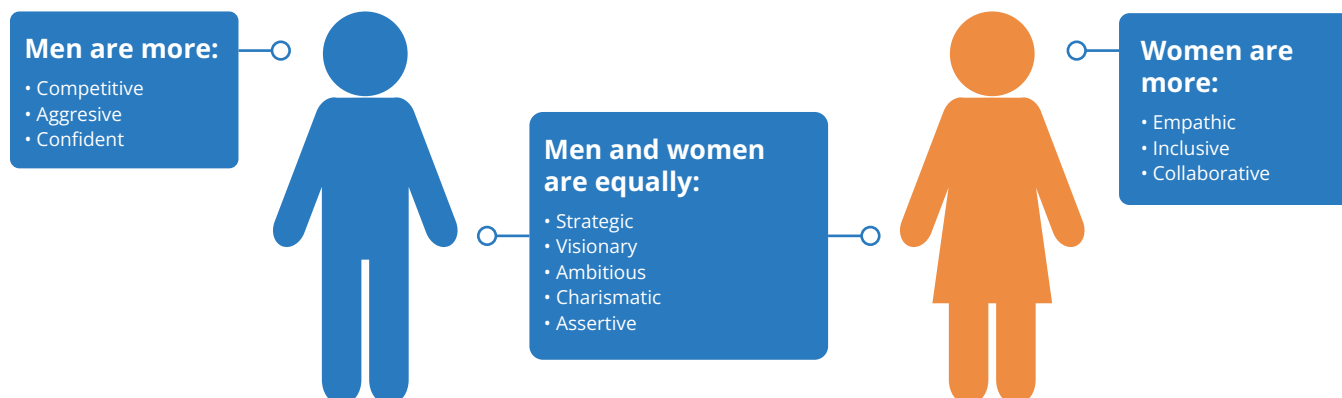 Men are more:
• Competitive
• Aggresive
• Confident
Men and women
are equally:
• Strategic
• Visionary
• Ambitious
• Charismatic
• Assertive
Women are
more:
• Empathic
• Inclusive
• Collaborative